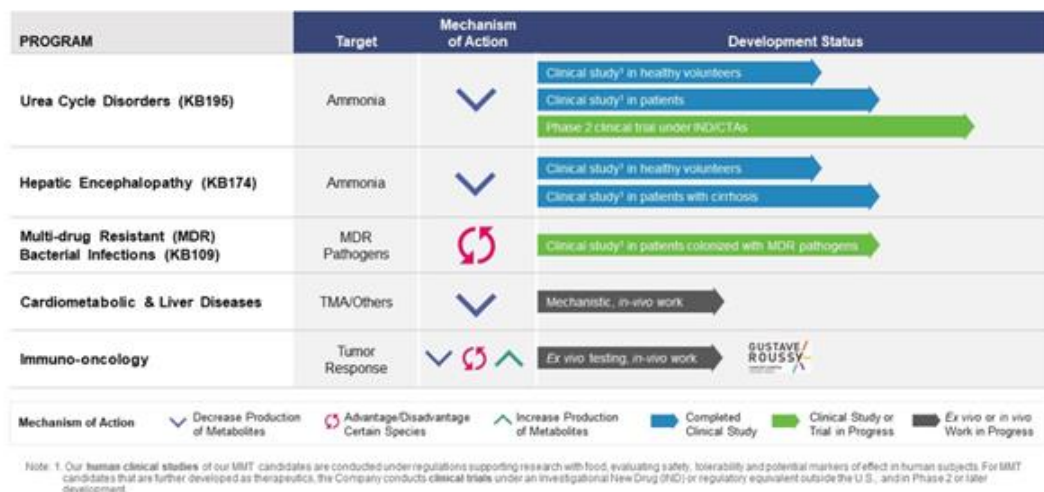 PROGRAM
Target
Mechanism
of Action
Development Status
Urea Cycle Disorders (KB195)
Ammonia
Clinical study¹ in healthy volunteers
Clinical study¹ in patients
Phase 2 clinical trial under IND/CTAs
Hepatic Encephalopathy (KB174)
Ammonia
Clinical study¹ in healthy volunteers
Clinical study¹ in patients with cirrhosis
Multi-drug Resistant (MDR)
Bacterial Infections (KB109)
MDR
Pathogens
Clinical study¹ in patients colonized with MDR pathogens
Cardiometabolic & Liver Diseases
TMA/Others
Mechanistic, in-vivo work
Immuno-oncology
Tumor
Response
Ex vivo testing, in-vivo work
GUSTAVE
ROUSSY
Mechanism of Action
Decrease Production
of Metabolites
Advantage/Disadvantage
Certain Species
Increase Production
of Metabolites
Completed
Clinical Study
Clinical Study or
Trial in Progress
Ex vivo or in vivo
Work in Progress
Note: 1. Our human clinical studies of our MMT candidates are conducted under regulations supporting research with food, evaluating safety, tolerability and potential markers of effect in human subjects. For MMT
candidates that are further developed as therapeutics, the Company conducts clinical trials under an Investigational New Drug (IND) or regulatory equivalent outside the U.S., and in Phase 2 or later
development.